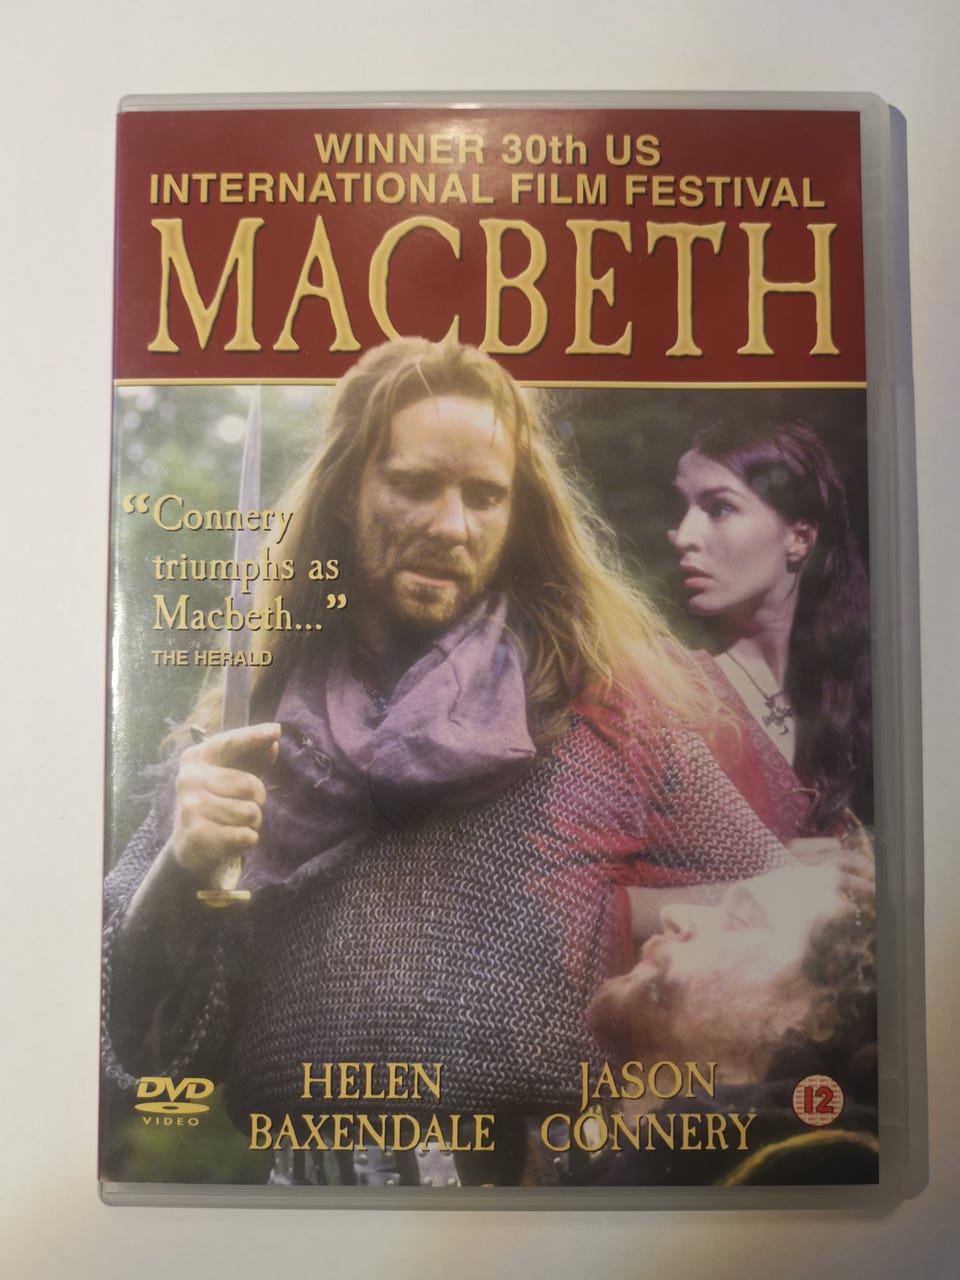 WINNER 30th US
INTERNATIONAL FILM FESTIVAL
MACBETH
“Connery
triumphs as
Macbeth...”
THE HERALD
HELEN
BAXENDALE
JASON
CONNERY
DVD
VIDEO
12